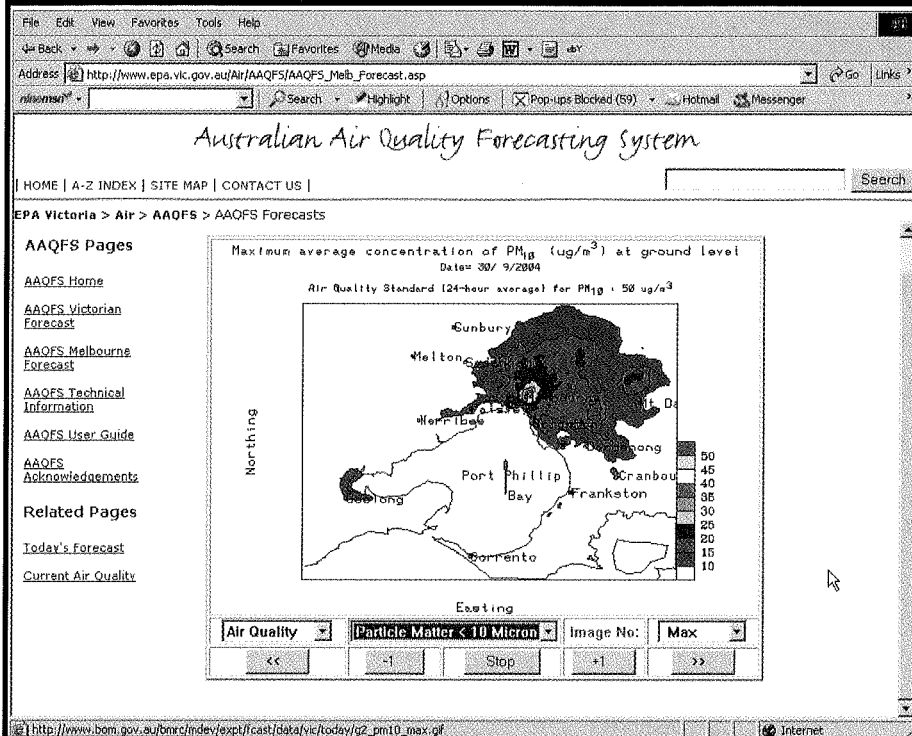 File Edit View Favorites Tools Help
Back Search Favorites Media
Address http://www.epa.vic.gov.au/Air/AAQFS/AAQFS_Melb_Forecast.asp Go Links
ninemsn Search Highlight Options Pop-ups Blocked (59) Hotmail Messenger
Australian Air Quality Forecasting System
| HOME | A-Z INDEX | SITE MAP | CONTACT US | Search
EPA Victoria > Air > AAQFS > AAQFS Forecasts
AAQFS Pages
AAQFS Home
AAQFS Victorian
Forecast
AAQFS Melbourne
Forecast
AAQFS Technical
Information
AAQFS User Guide
AAQFS
Acknowledgements
Related Pages
Today's Forecast
Current Air Quality
Maximum average concentration of PM10 (ug/m3) at ground level
Date= 30/ 9/2004
Air Quality Standard (24-hour average) for PM10 : 50 ug/m3
Northing
Gunbury
Melton
Werribee
Geelong
Port Phillip
Bay
Cranbou
Frankston
Sorrento
50
45
40
35
30
25
20
15
10
Easting
Air Quality Particle Matter < 10 Micron Image No: Max
<< -1 Stop +1 >>
http://www.bom.gov.au/bmrc/mdev/expt/fcast/data/vic/today/g2_pm10_max.gif Internet